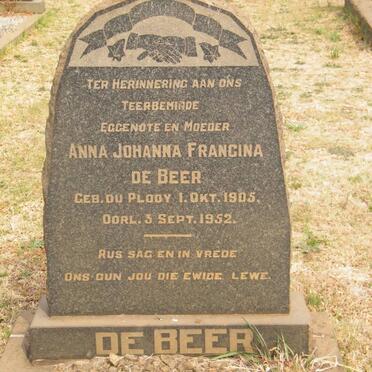 TER HERINNERING AAN ONS
TEERBEMINDE
EGGENOTE EN MOEDER
ANNA JOHANNA FRANCINA
DE BEER
GEB. DU PLOOY 1. OKT. 1905.
OORL. 3 SEPT. 1952.
RUS SAG EN IN VREDE
ONS GUN JOU DIE EWIGE LEWE.
DE BEER